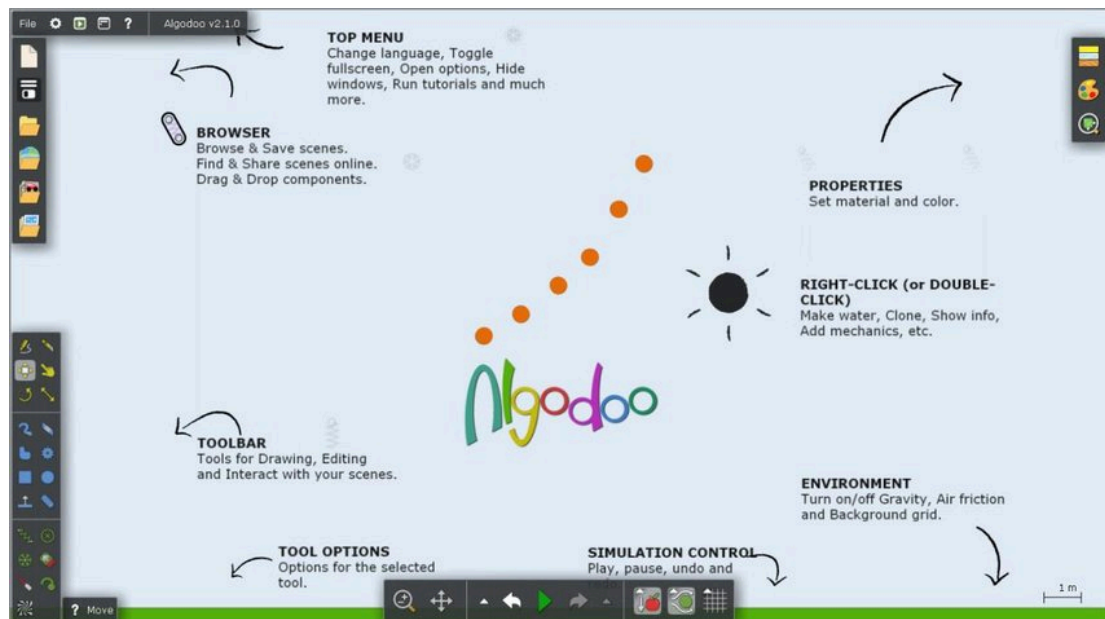 File ? Algodoo v2.1.0
TOP MENU
Change language, Toggle
fullscreen, Open options, Hide
windows, Run tutorials and much
more.
BROWSER
Browse & Save scenes.
Find & Share scenes online.
Drag & Drop components.
PROPERTIES
Set material and color.
RIGHT-CLICK (or DOUBLE-
CLICK)
Make water, Clone, Show info,
Add mechanics, etc.
Algodoo
TOOLBAR
Tools for Drawing, Editing
and Interact with your scenes.
ENVIRONMENT
Turn on/off Gravity, Air friction
and Background grid.
TOOL OPTIONS
Options for the selected
tool.
SIMULATION CONTROL
Play, pause, undo and
1 m
? Move